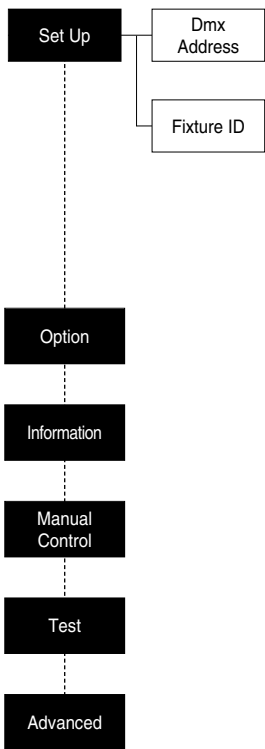 Set Up
Dmx
Address
Fixture ID
Option
Information
Manual
Control
Test
Advanced